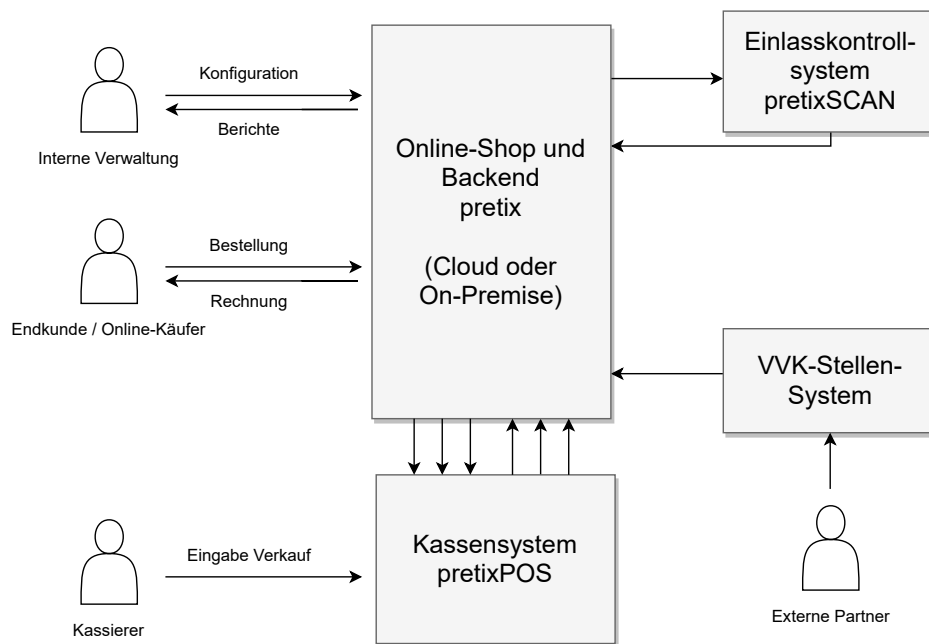 Konfiguration
Berichte
Interne Verwaltung
Online-Shop und
Backend
pretix
(Cloud oder
On-Premise)
Einlasskontroll-
system
pretixSCAN
Bestellung
Rechnung
Endkunde / Online-Käufer
VVK-Stellen-
System
Eingabe Verkauf
Kassierer
Kassensystem
pretixPOS
Externe Partner